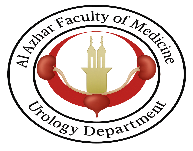 Al Azhar Faculty of Medicine
Urology Department